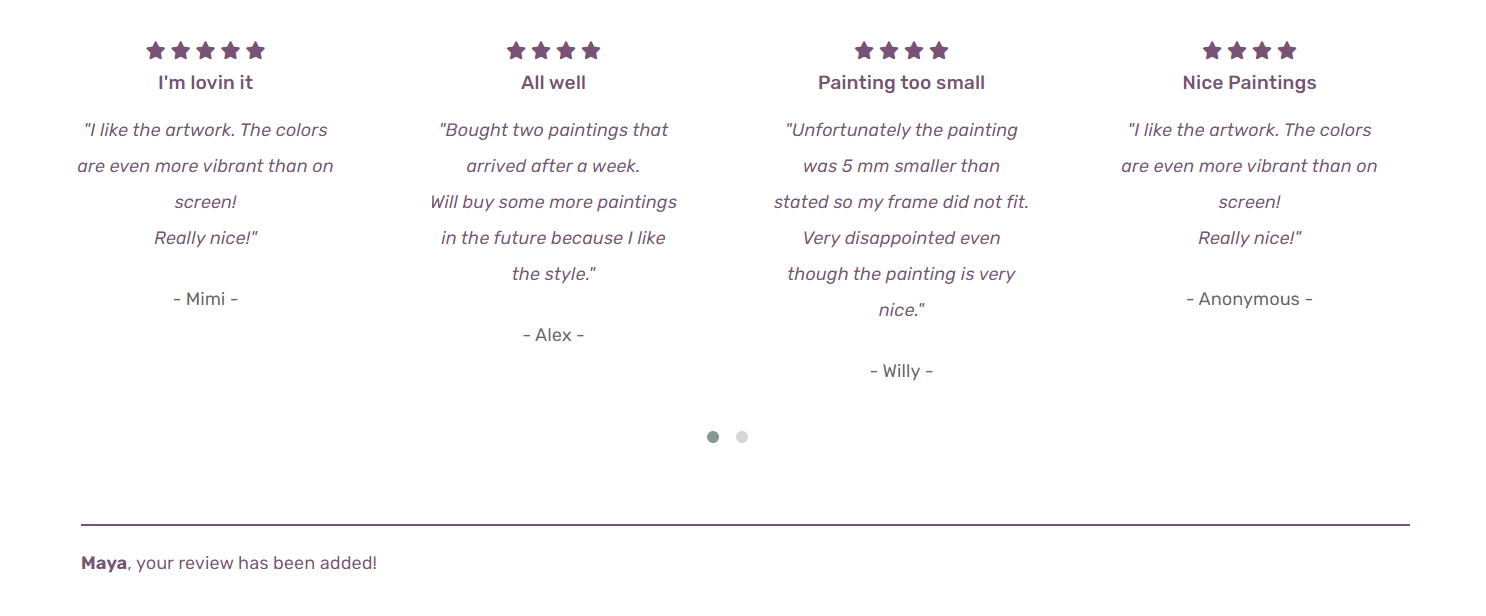 I'm lovin it
"I like the artwork. The colors
are even more vibrant than on
screen!
Really nice!"
- Mimi -
All well
"Bought two paintings that
arrived after a week.
Will buy some more paintings
in the future because I like
the style."
- Alex -
Painting too small
"Unfortunately the painting
was 5 mm smaller than
stated so my frame did not fit.
Very disappointed even
though the painting is very
nice."
- Willy -
Nice Paintings
"I like the artwork. The colors
are even more vibrant than on
screen!
Really nice!"
- Anonymous -
Maya, your review has been added!